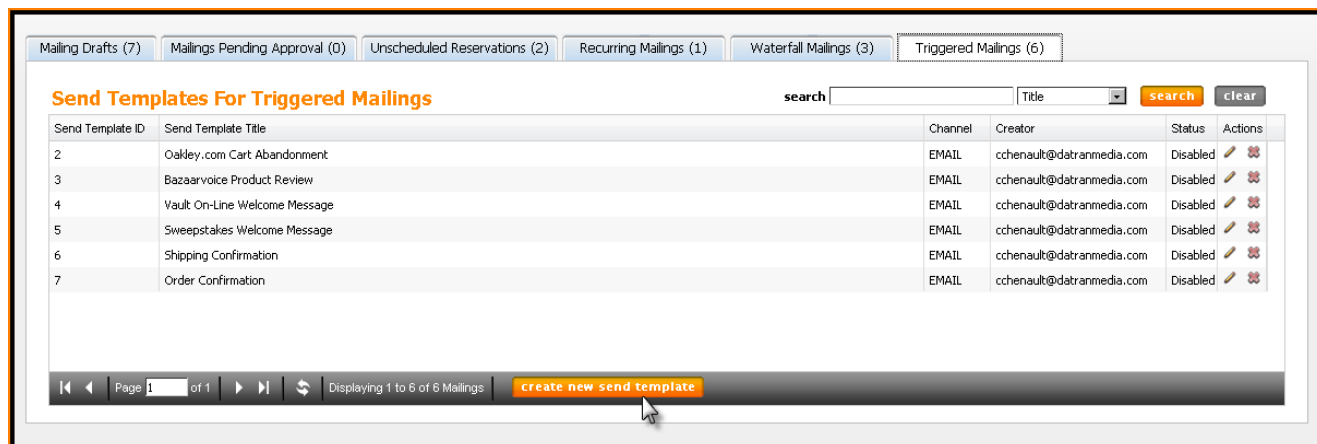 Mailing Drafts (7) Mailings Pending Approval (0) Unscheduled Reservations (2) Recurring Mailings (1) Waterfall Mailings (3) Triggered Mailings (6)
Send Templates For Triggered Mailings search Title search clear
Send Template ID Send Template Title Channel Creator Status Actions
2 Oakley.com Cart Abandonment EMAIL cchenault@datranmedia.com Disabled
3 Bazaarvoice Product Review EMAIL cchenault@datranmedia.com Disabled
4 Vault On-Line Welcome Message EMAIL cchenault@datranmedia.com Disabled
5 Sweepstakes Welcome Message EMAIL cchenault@datranmedia.com Disabled
6 Shipping Confirmation EMAIL cchenault@datranmedia.com Disabled
7 Order Confirmation EMAIL cchenault@datranmedia.com Disabled
Page 1 of 1 Displaying 1 to 6 of 6 Mailings create new send template